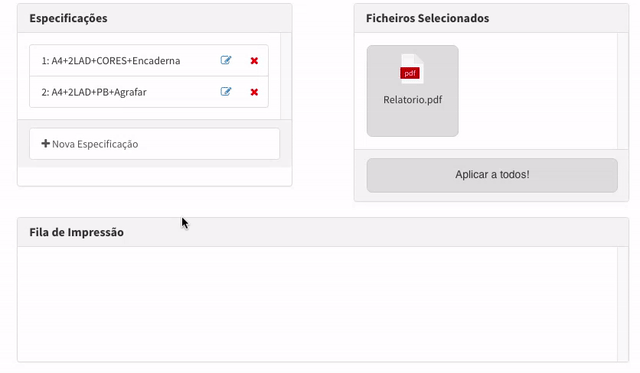 Especificações
1: A4+2LAD+CORES+Encaderna
2: A4+2LAD+PB+Agrafar
Nova Especificação
Ficheiros Selecionados
pdf
Relatorio.pdf
Aplicar a todos!
Fila de Impressão